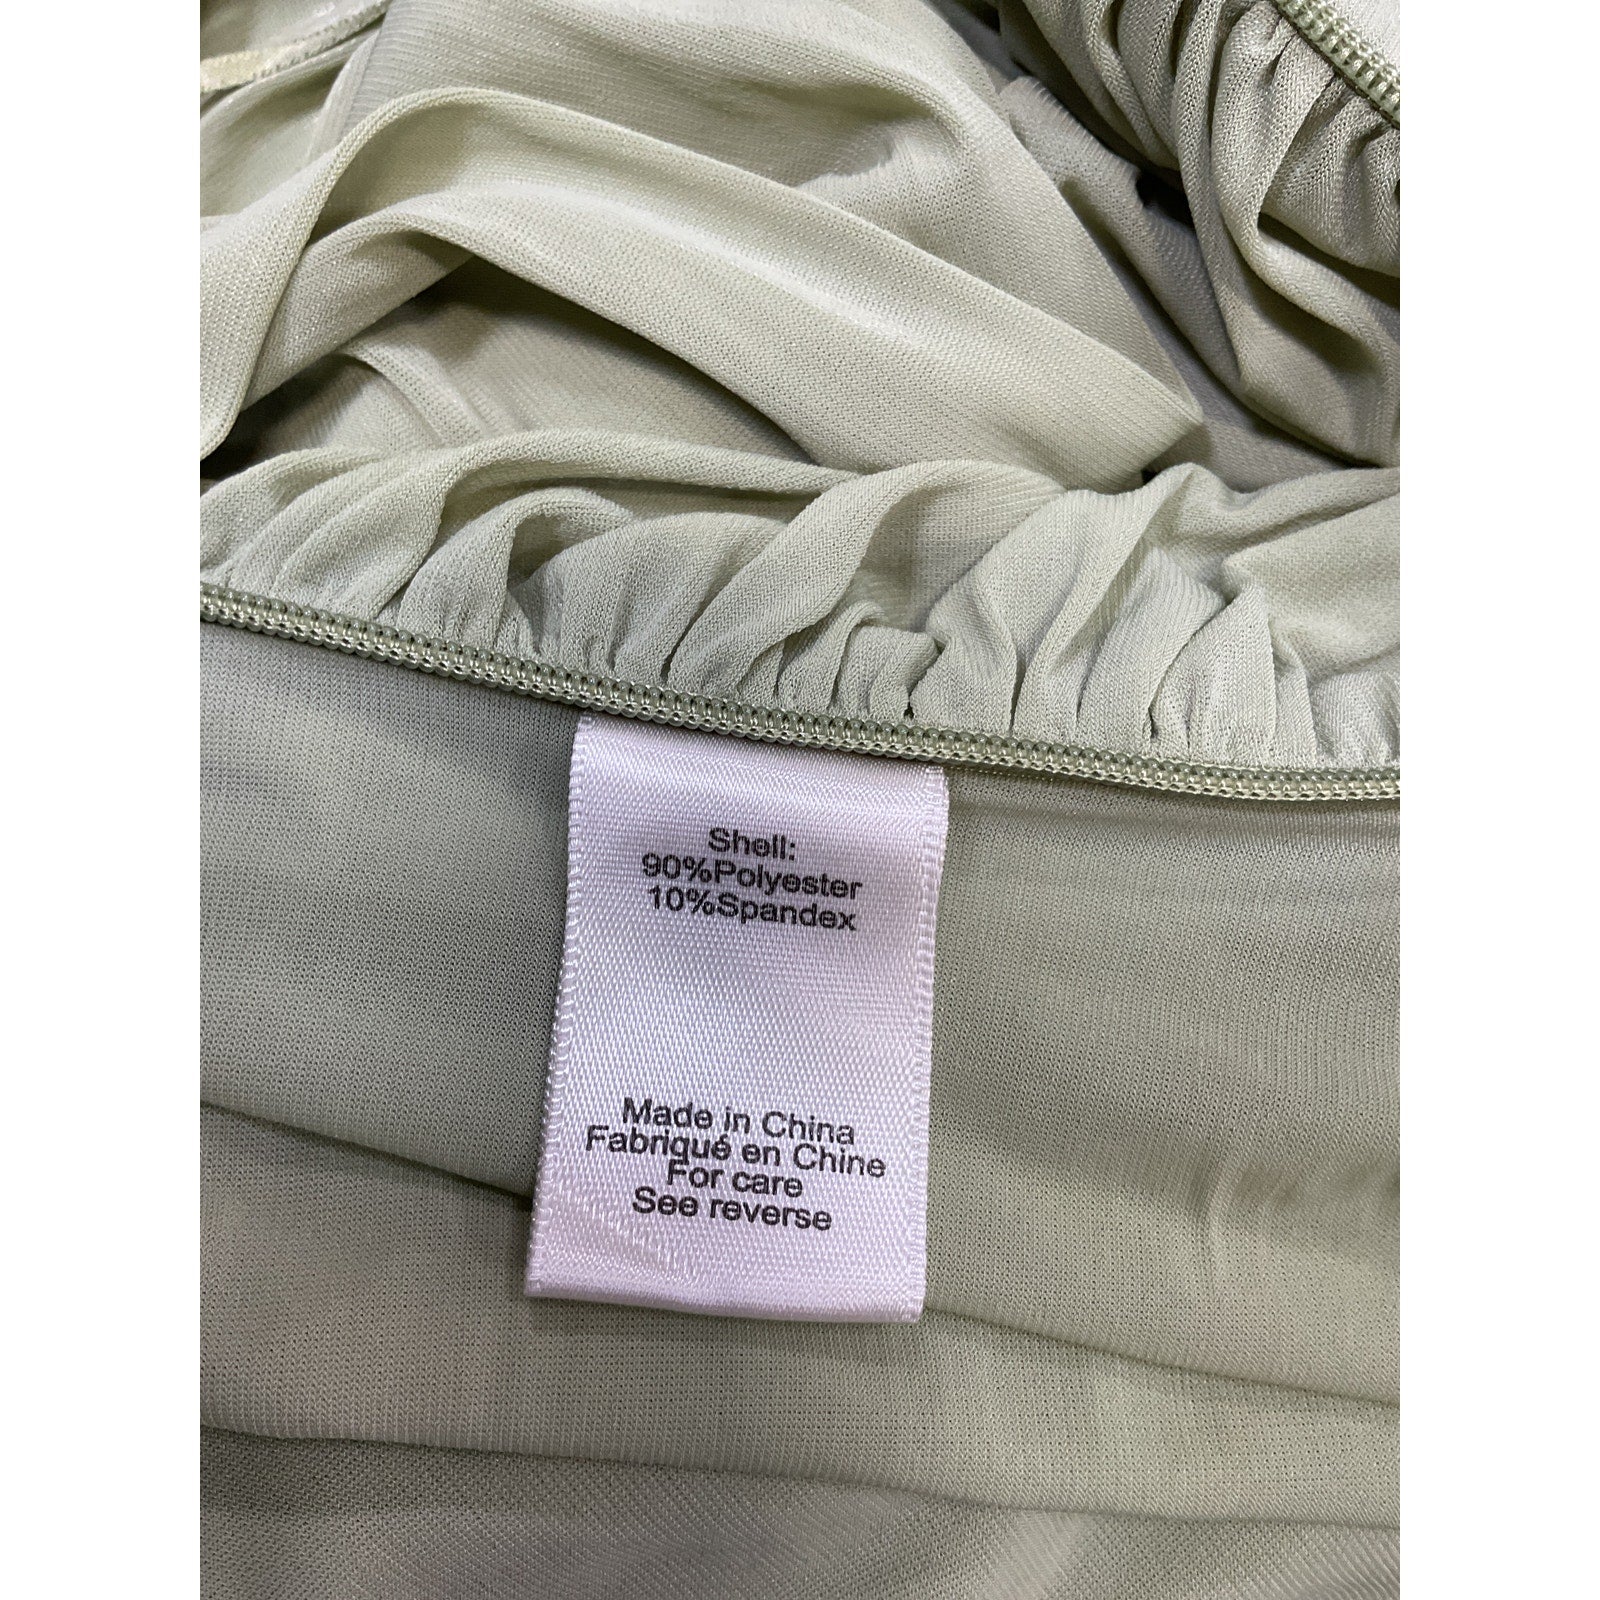 Shell:
90%Polyester
10%Spandex
Made in China
Fabriqué en Chine
For care
See reverse